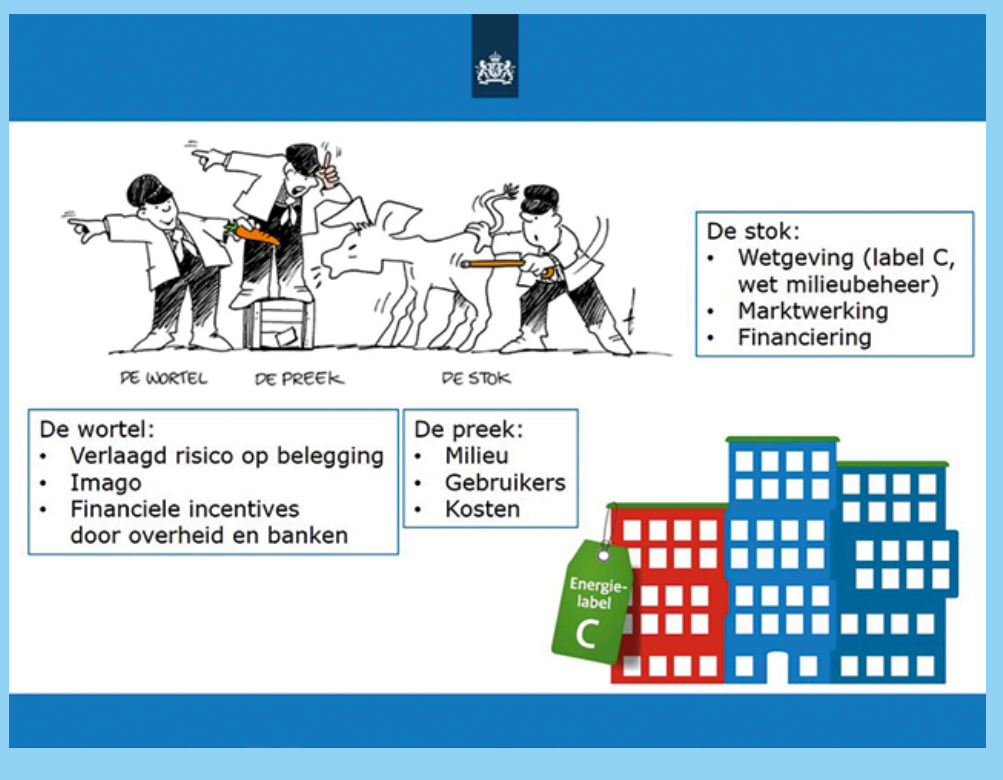 DE WORTEL
DE PREEK
DE STOK
De stok:
• Wetgeving (label C,
wet milieubeheer)
• Marktwerking
• Financiering
De wortel:
• Verlaagd risico op belegging
• Imago
• Financiele incentives
door overheid en banken
De preek:
• Milieu
• Gebruikers
• Kosten
Energie-
label
C